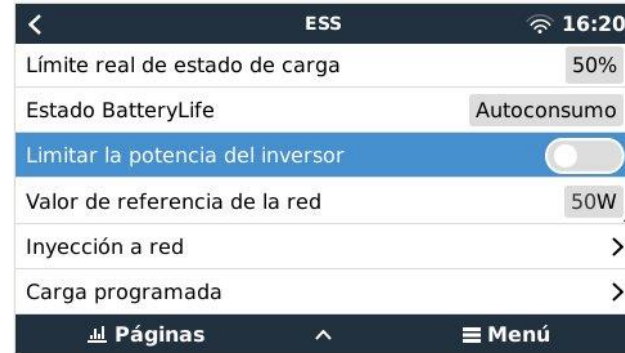 ESS 16:20
Límite real de estado de carga 50%
Estado BatteryLife Autoconsumo
Limitar la potencia del inversor
Valor de referencia de la red 50W
Inyección a red
Carga programada
Páginas Menú